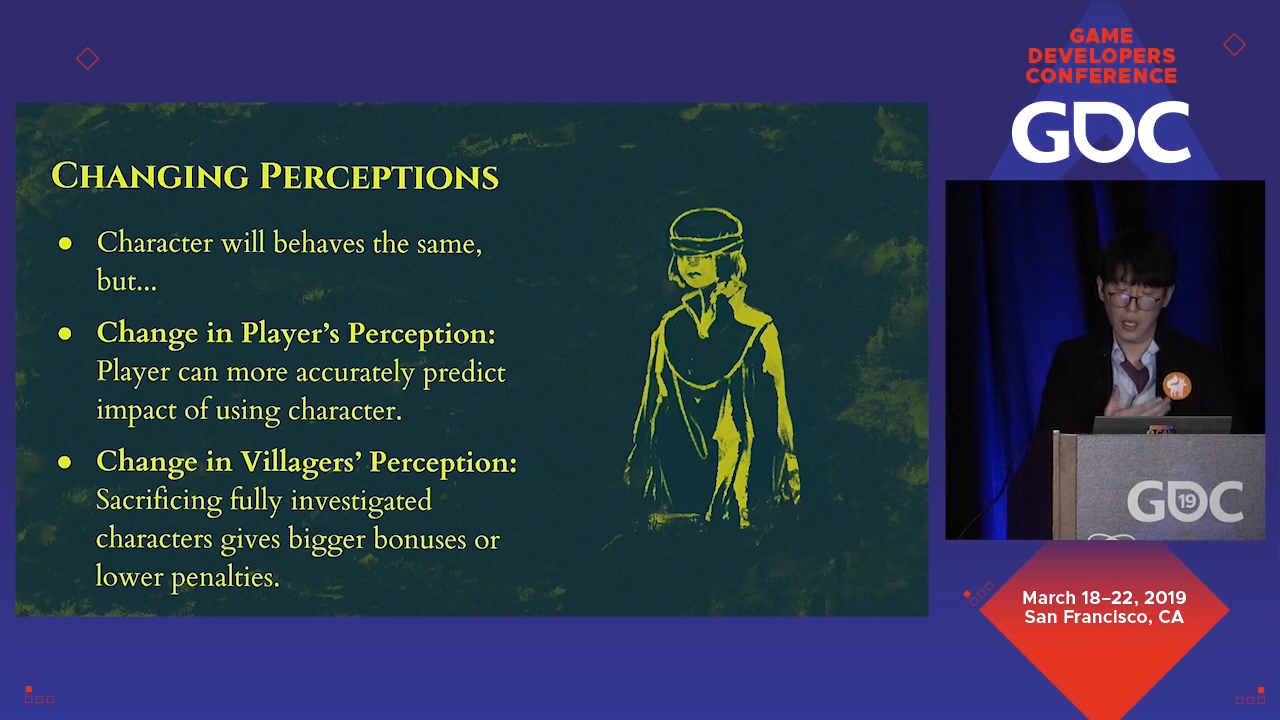 GAME
DEVELOPERS
CONFERENCE
GDC
CHANGING PERCEPTIONS
● Character will behaves the same,
but...
● Change in Player's Perception:
Player can more accurately predict
impact of using character.
● Change in Villagers' Perception:
Sacrificing fully investigated
characters gives bigger bonuses or
lower penalties.
GDC 19
March 18–22, 2019
San Francisco, CA